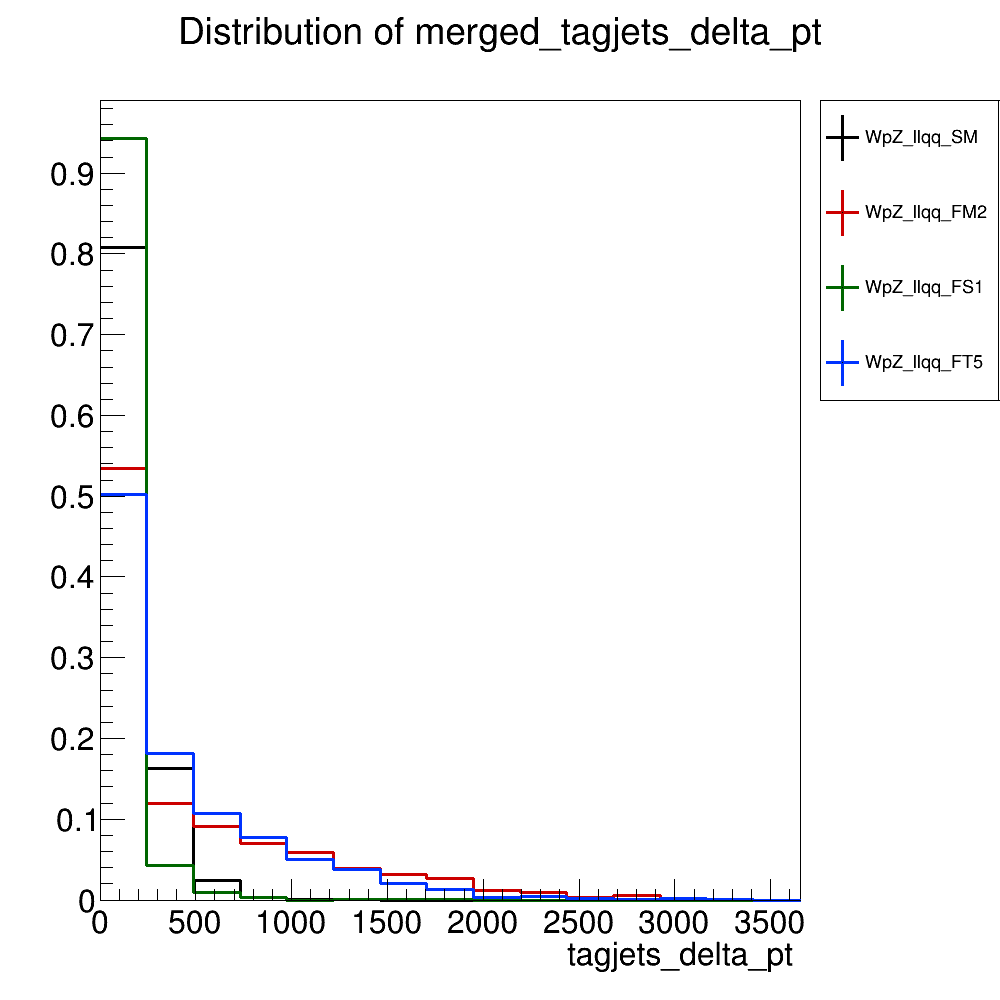 Distribution of merged_tagjets_delta_pt
WpZ_llqq_SM
WpZ_llqq_FM2
WpZ_llqq_FS1
WpZ_llqq_FT5
0.9
0.8
0.7
0.6
0.5
0.4
0.3
0.2
0.1
0
0 500 1000 1500 2000 2500 3000 3500
tagjets_delta_pt